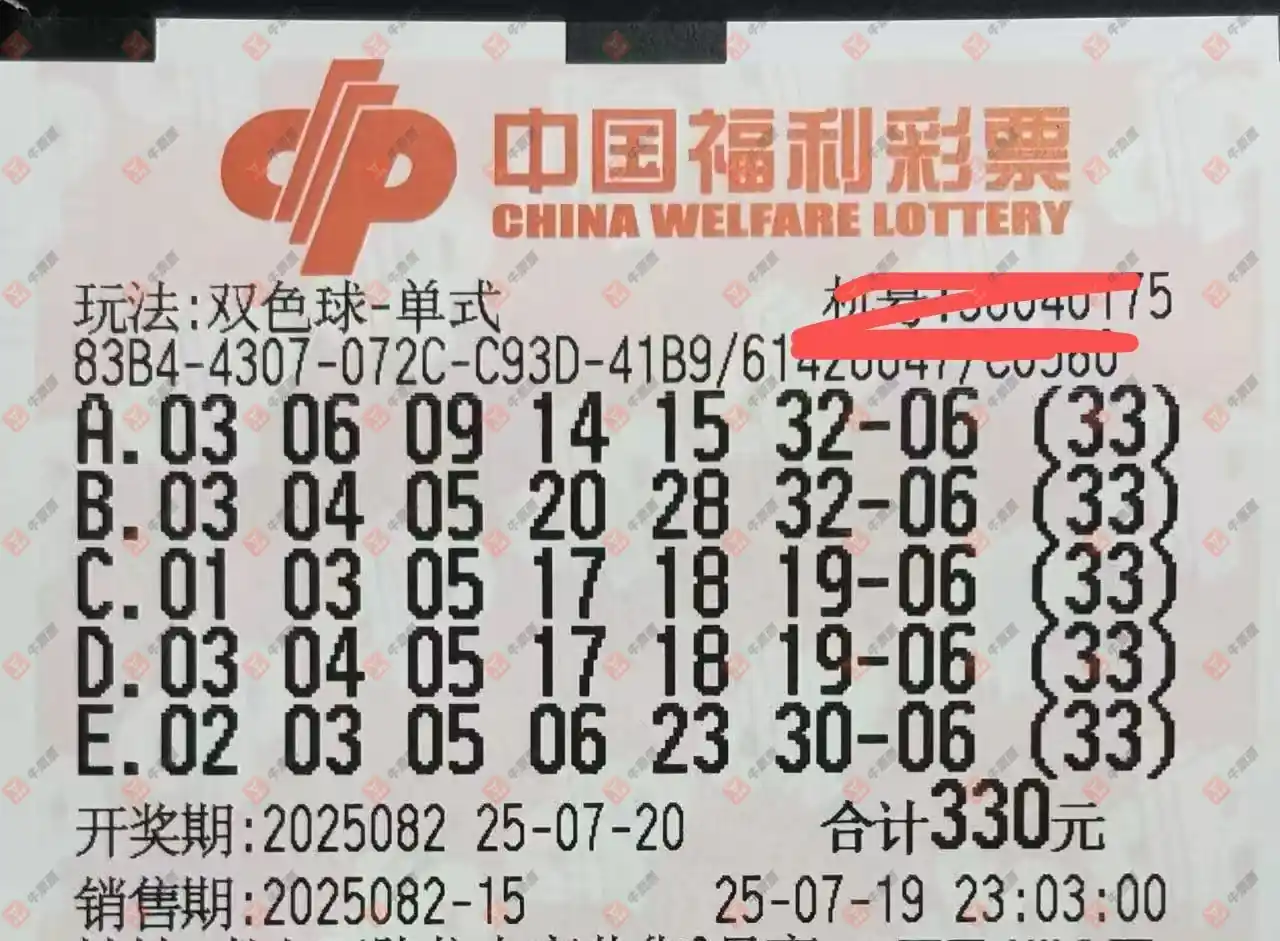 中国福利彩票
CHINA WELFARE LOTTERY
玩法:双色球-单式 机号:
83B4-4307-072C-C93D-41B9/
A.03 06 09 14 15 32-06 (33)
B.03 04 05 20 28 32-06 (33)
C.01 03 05 17 18 19-06 (33)
D.03 04 05 17 18 19-06 (33)
E.02 03 05 06 23 30-06 (33)
开奖期:2025082 25-07-20 合计330元
销售期:2025082-15 25-07-19 23:03:00